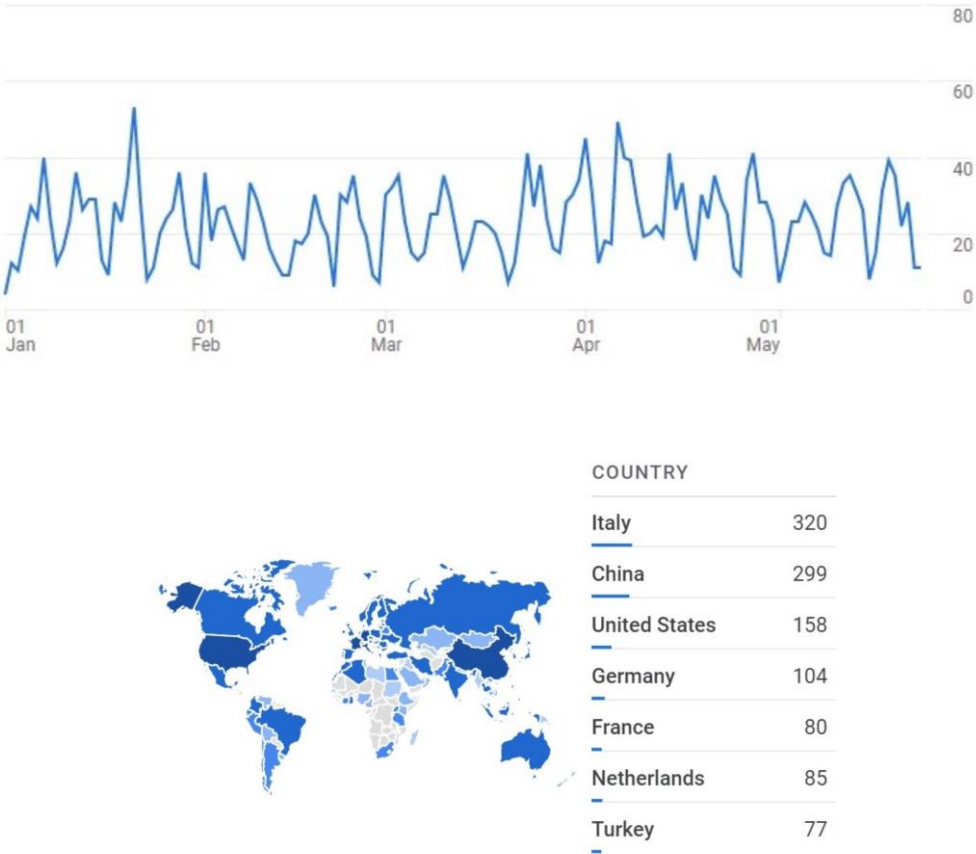 80
60
40
20
0
01 01 01 01 01
Jan Feb Mar Apr May
COUNTRY
Italy 320
China 299
United States 158
Germany 104
France 80
Netherlands 85
Turkey 77